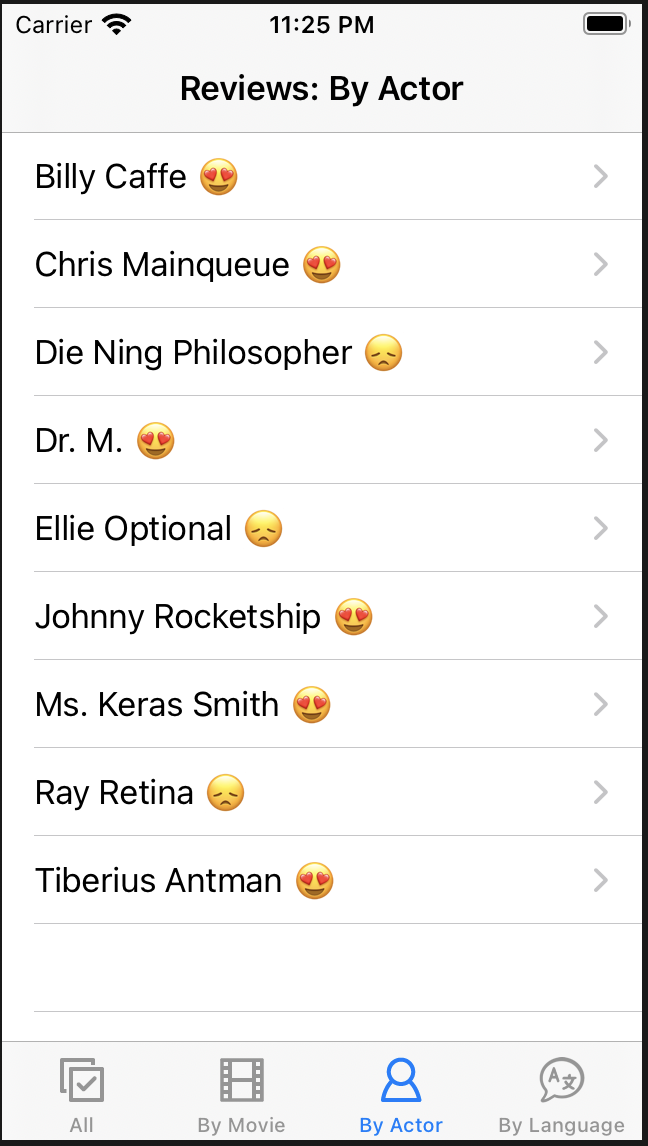 Carrier 11:25 PM
Reviews: By Actor
Billy Caffe 😍
Chris Mainqueue 😍
Die Ning Philosopher 😞
Dr. M. 😍
Ellie Optional 😞
Johnny Rocketship 😍
Ms. Keras Smith 😍
Ray Retina 😞
Tiberius Antman 😍
A 文
All By Movie By Actor By Language